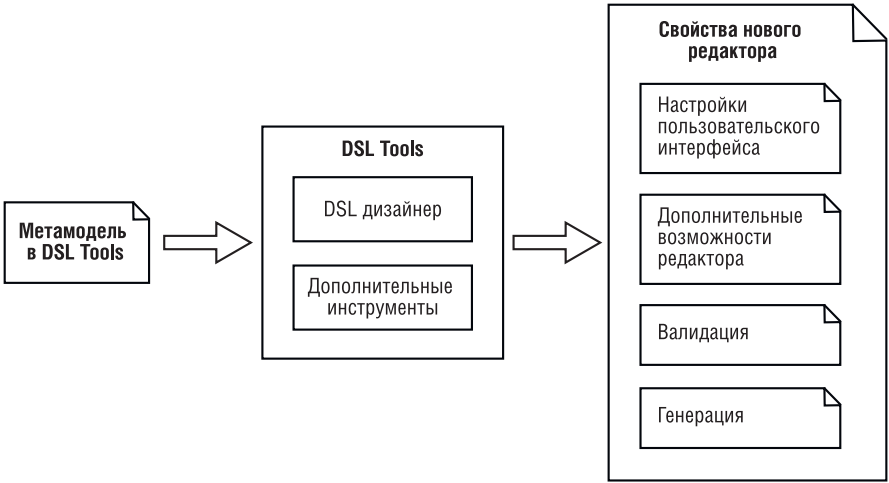 Метамодель
в DSL Tools
DSL Tools
DSL дизайнер
Дополнительные
инструменты
Свойства нового
редактора
Настройки
пользовательского
интерфейса
Дополнительные
возможности
редактора
Валидация
Генерация